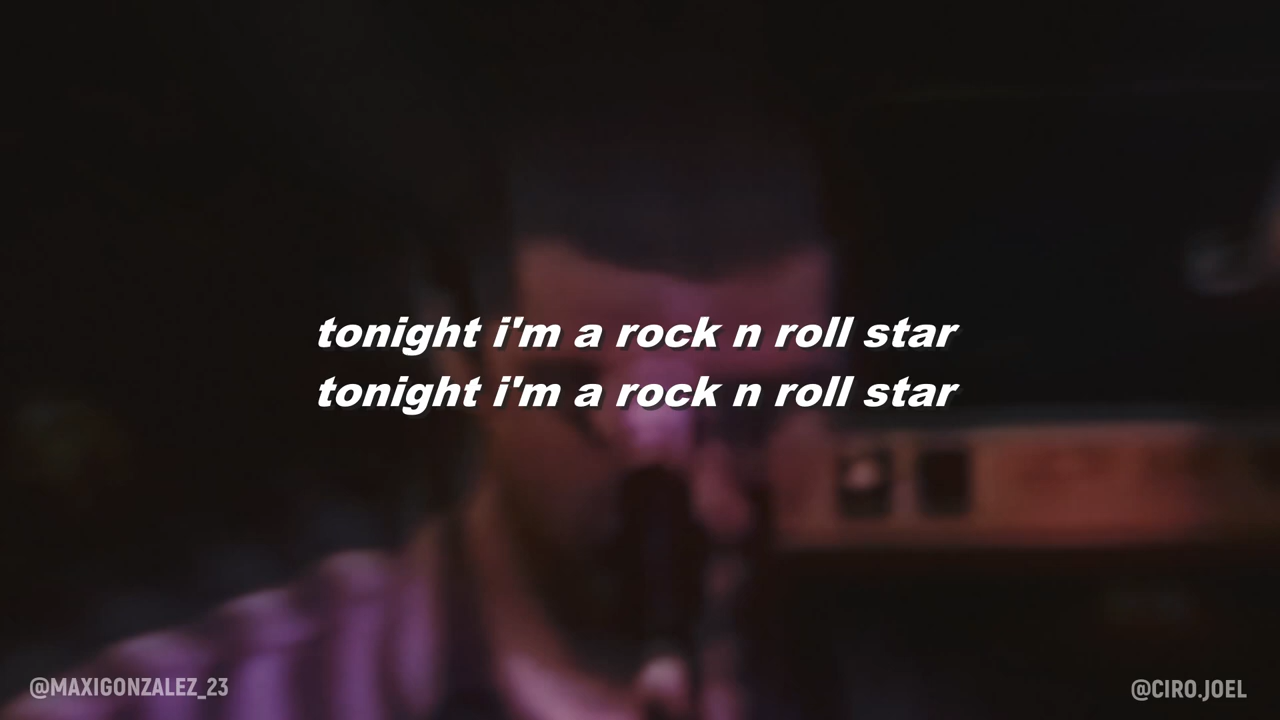 tonight i'm a rock n roll star
tonight i'm a rock n roll star
@MAXIGONZALEZ_23
@CIRO.JOEL